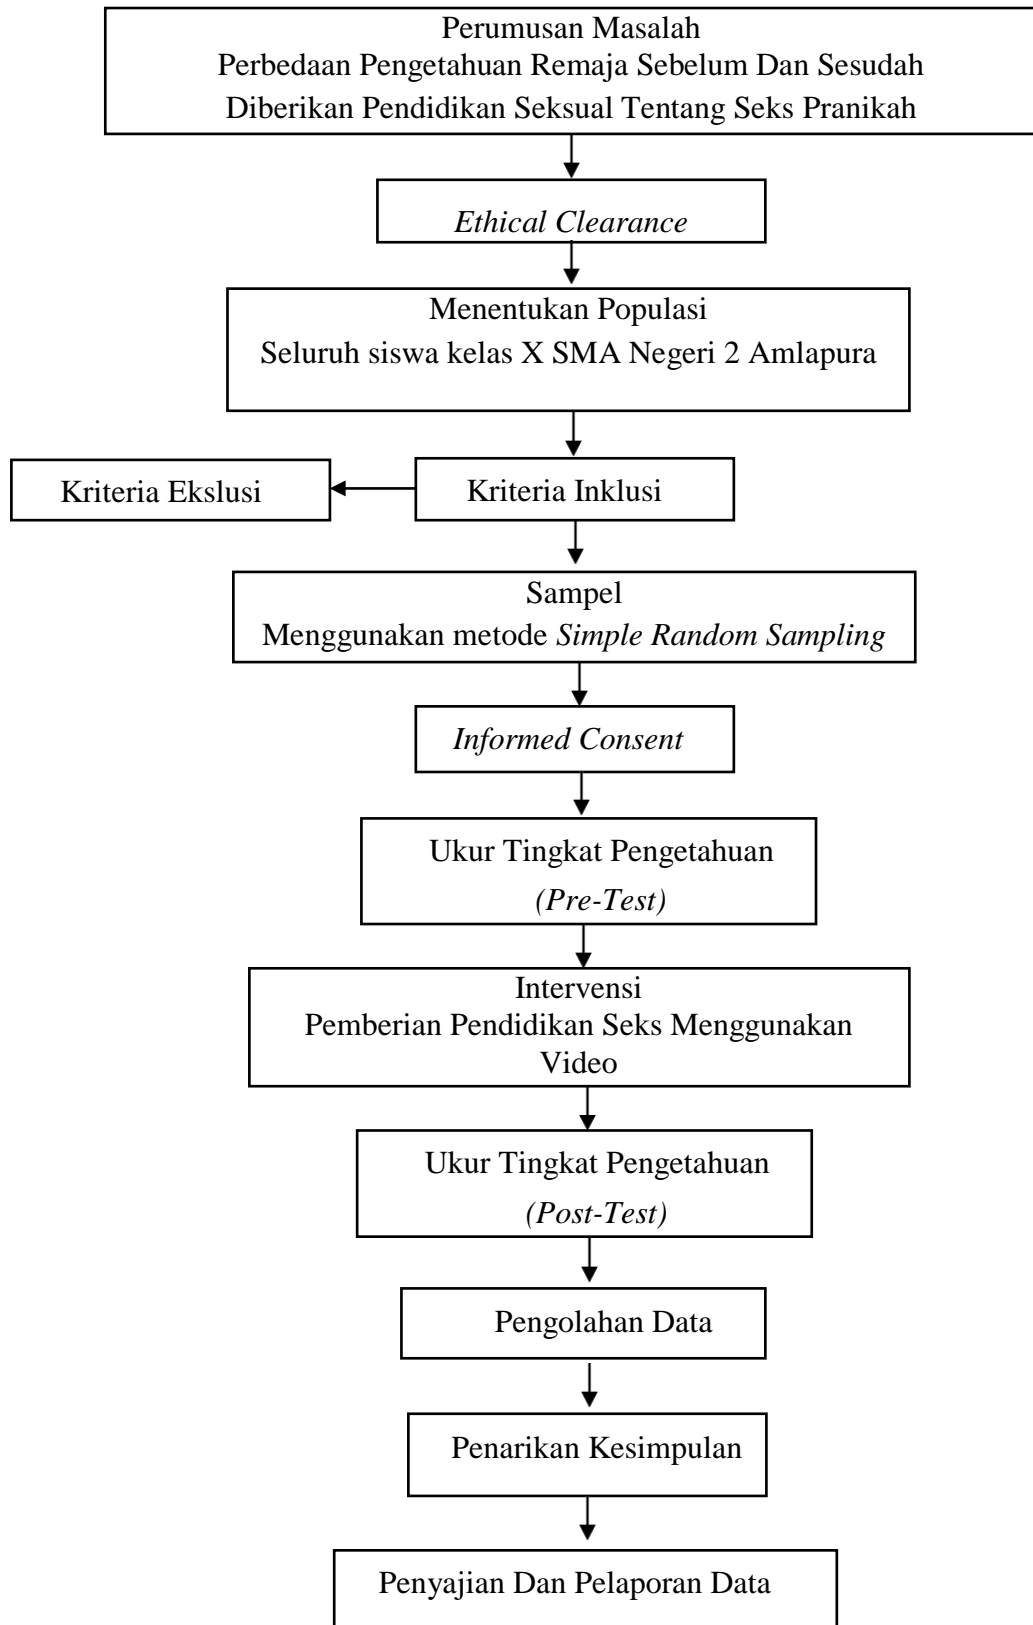 Perumusan Masalah
Perbedaan Pengetahuan Remaja Sebelum Dan Sesudah
Diberikan Pendidikan Seksual Tentang Seks Pranikah
Ethical Clearance
Menentukan Populasi
Seluruh siswa kelas X SMA Negeri 2 Amlapura
Kriteria Ekslusi
Kriteria Inklusi
Sampel
Menggunakan metode Simple Random Sampling
Informed Consent
Ukur Tingkat Pengetahuan
(Pre-Test)
Intervensi
Pemberian Pendidikan Seks Menggunakan
Video
Ukur Tingkat Pengetahuan
(Post-Test)
Pengolahan Data
Penarikan Kesimpulan
Penyajian Dan Pelaporan Data